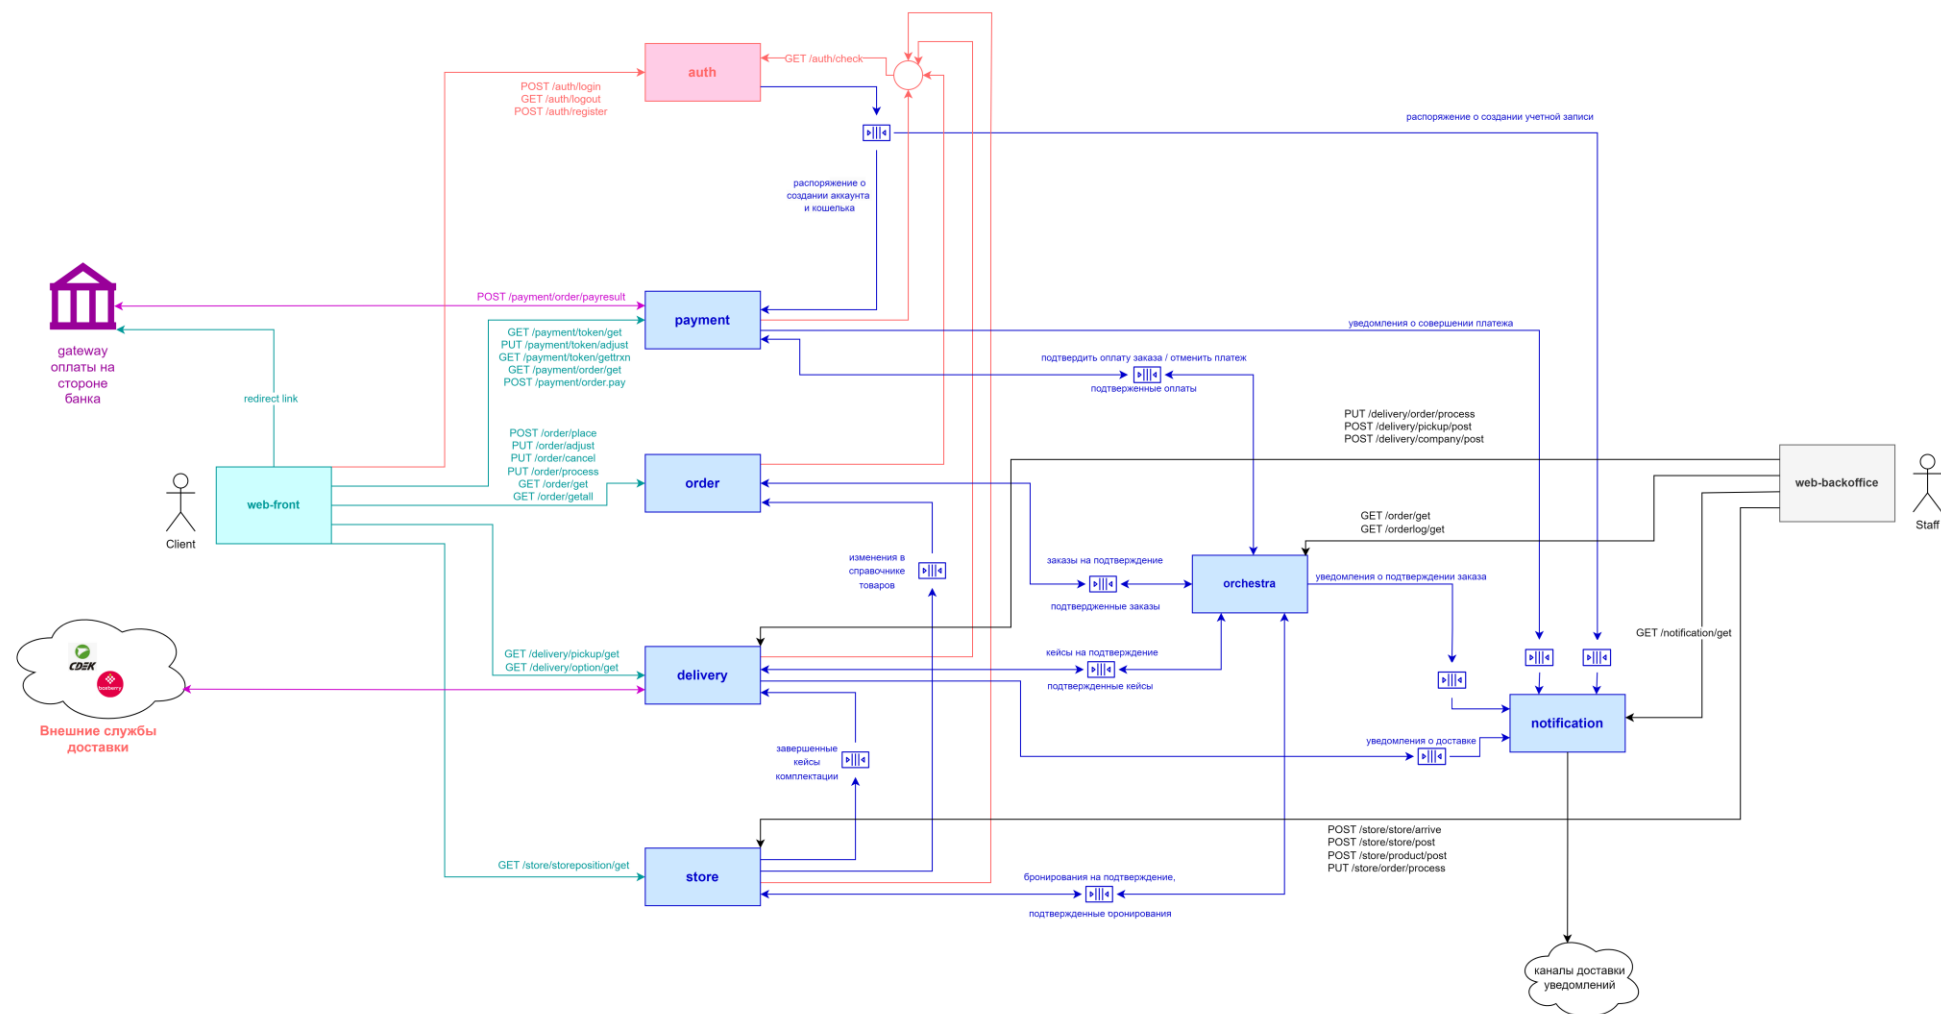 auth
GET /auth/check
POST /auth/login
GET /auth/logout
POST /auth/register
распоряжение о создании учетной записи
распоряжение о
создании аккаунта
и кошелька
gateway
оплаты на
стороне
банка
POST /payment/order/payresult
payment
GET /payment/token/get
PUT /payment/token/adjust
GET /payment/token/gettrxn
GET /payment/order/get
POST /payment/order.pay
уведомления о совершении платежа
подтвердить оплату заказа / отменить платеж
подтверженные оплаты
redirect link
PUT /delivery/order/process
POST /delivery/pickup/post
POST /delivery/company/post
POST /order/place
PUT /order/adjust
PUT /order/cancel
PUT /order/process
GET /order/get
GET /order/getall
order
web-front
Client
web-backoffice
Staff
GET /order/get
GET /orderlog/get
изменения в
справочнике
товаров
заказы на подтверждение
подтвердженные заказы
orchestra
уведомления о подтверждении заказа
GET /notification/get
CDEK
boxberry
Внешние службы
доставки
GET /delivery/pickup/get
GET /delivery/option/get
delivery
кейсы на подтверждение
подтвержденные кейсы
notification
уведомления о доставке
завершенные
кейсы
комплектации
POST /store/store/arrive
POST /store/store/post
POST /store/product/post
PUT /store/order/process
GET /store/storeposition/get
store
бронирования на подтверждение,
подтвержденные бронирования
каналы доставки
уведомлений